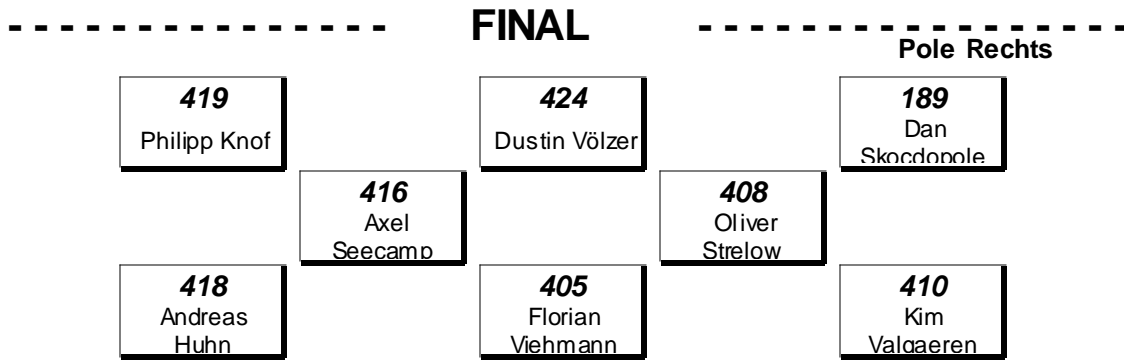 FINAL
Pole Rechts
419
Philipp Knof
424
Dustin Völzer
189
Dan
Skocdopole
416
Axel
Seecamp
408
Oliver
Strelow
418
Andreas
Huhn
405
Florian
Viehmann
410
Kim
Valgaeren